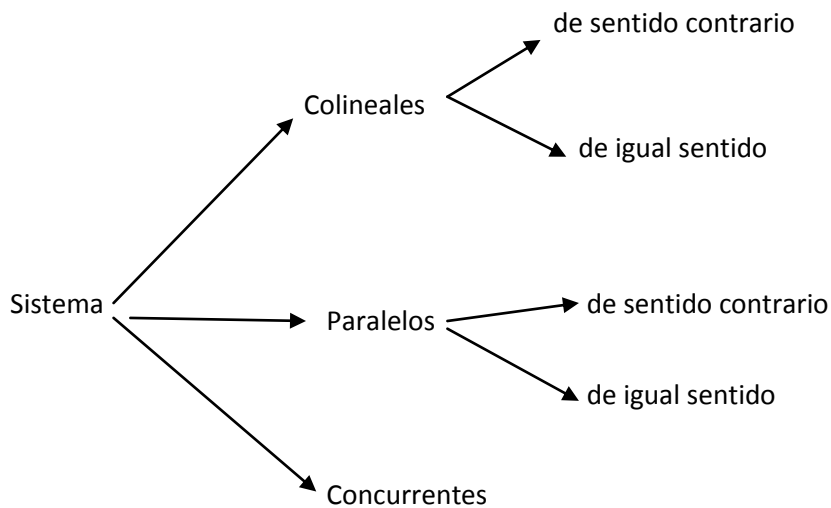 de sentido contrario
Colineales
de igual sentido
Sistema
Paralelos
de sentido contrario
de igual sentido
Concurrentes